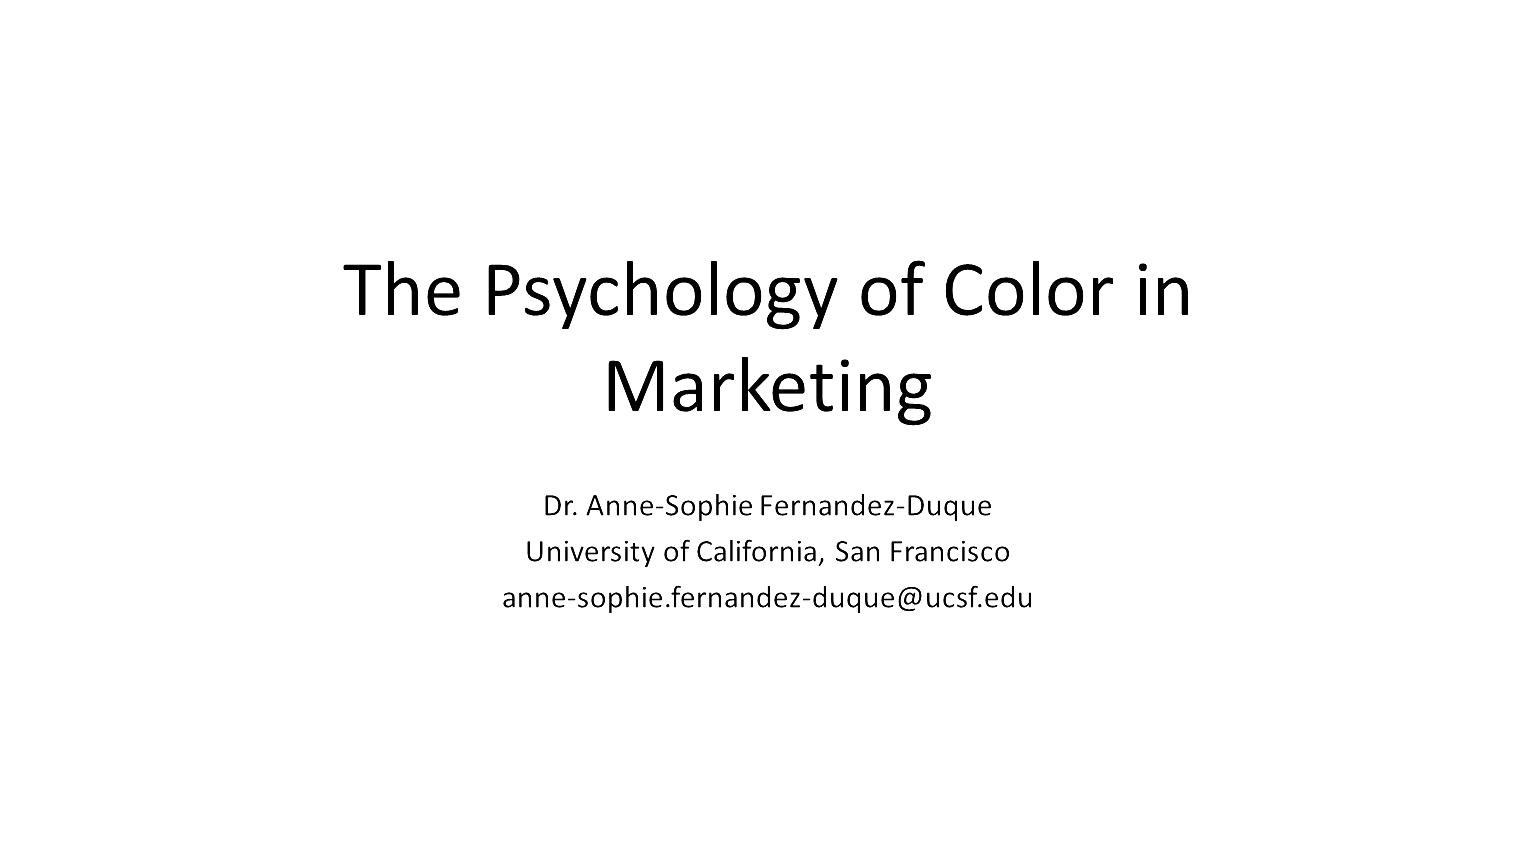 The Psychology of Color in
Marketing
Dr. Anne-Sophie Fernandez-Duque
University of California, San Francisco
anne-sophie.fernandez-duque@ucsf.edu